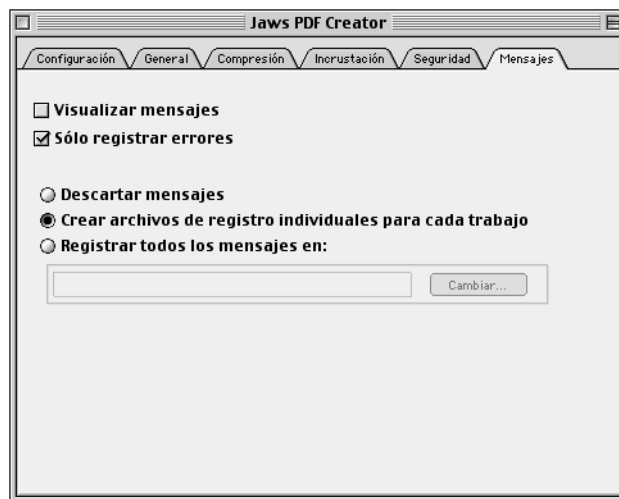 Jaws PDF Creator
Configuración General Compresión Incrustación Seguridad Mensajes
Visualizar mensajes
Sólo registrar errores
Descartar mensajes
Crear archivos de registro individuales para cada trabajo
Registrar todos los mensajes en:
Cambiar...